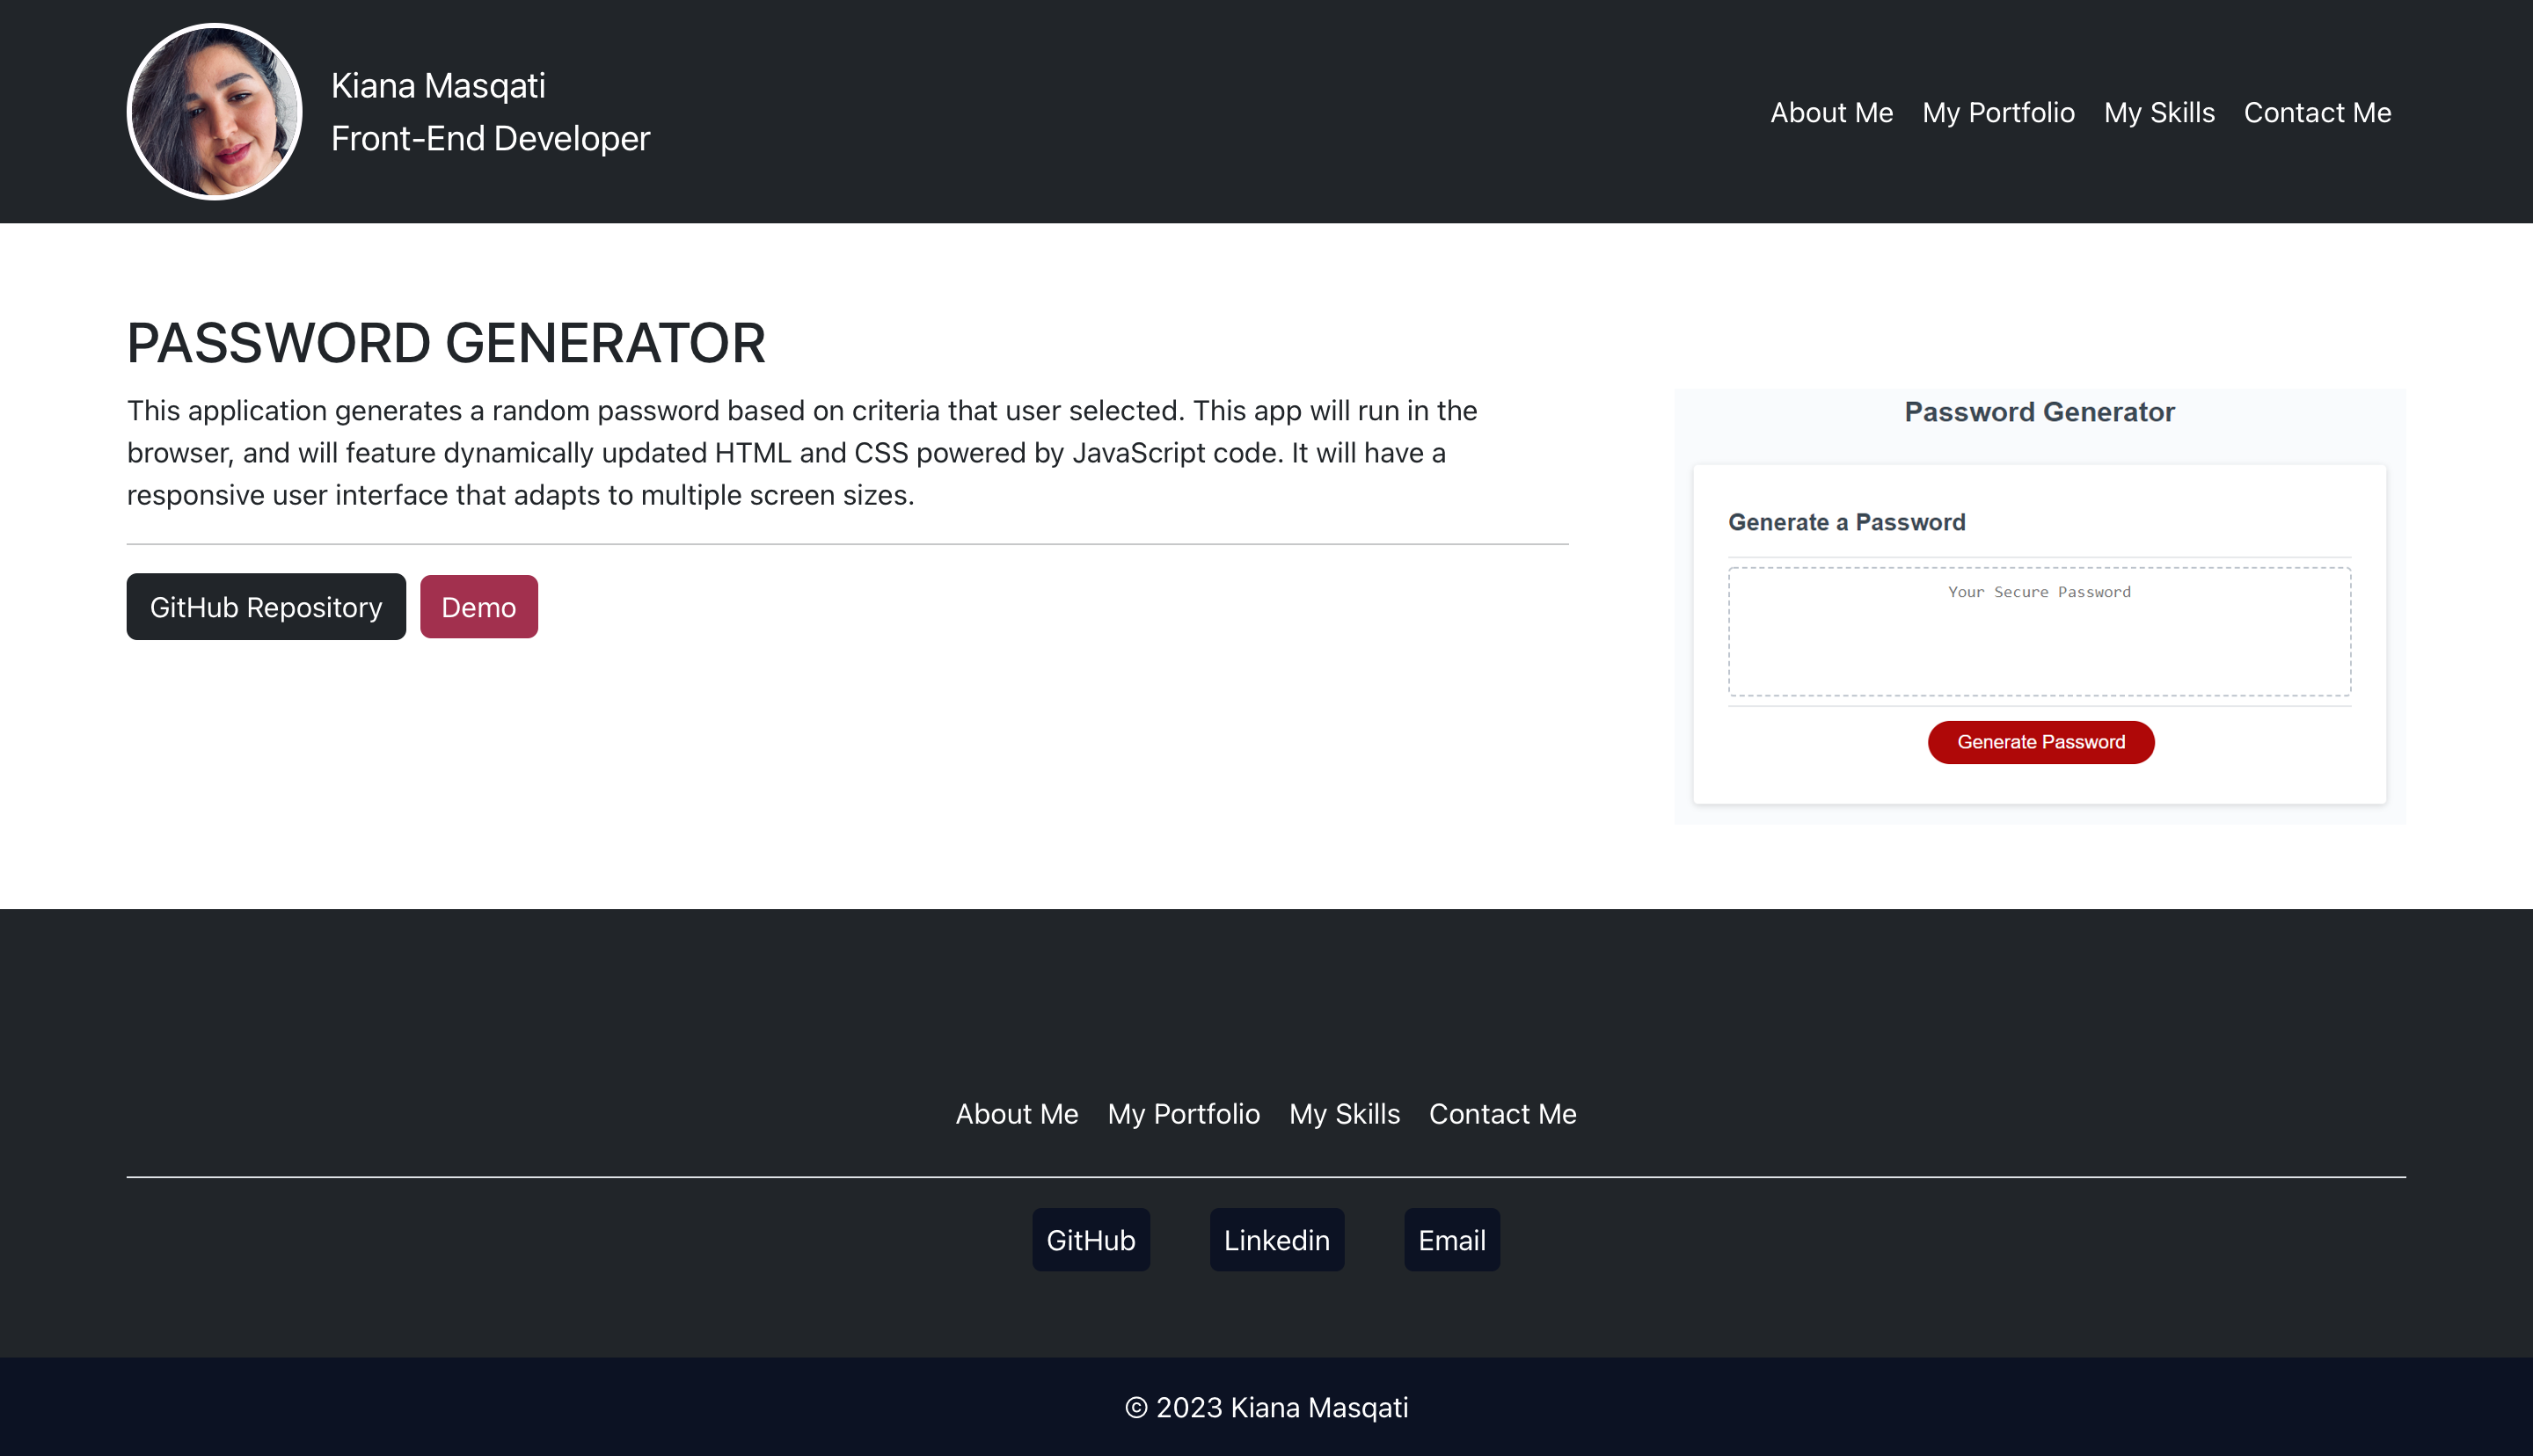 Kiana Masqati
Front-End Developer
About Me My Portfolio My Skills Contact Me
PASSWORD GENERATOR
This application generates a random password based on criteria that user selected. This app will run in the
browser, and will feature dynamically updated HTML and CSS powered by JavaScript code. It will have a
responsive user interface that adapts to multiple screen sizes.
GitHub Repository Demo
Password Generator
Generate a Password
Your Secure Password
Generate Password
About Me My Portfolio My Skills Contact Me
GitHub Linkedin Email
© 2023 Kiana Masqati